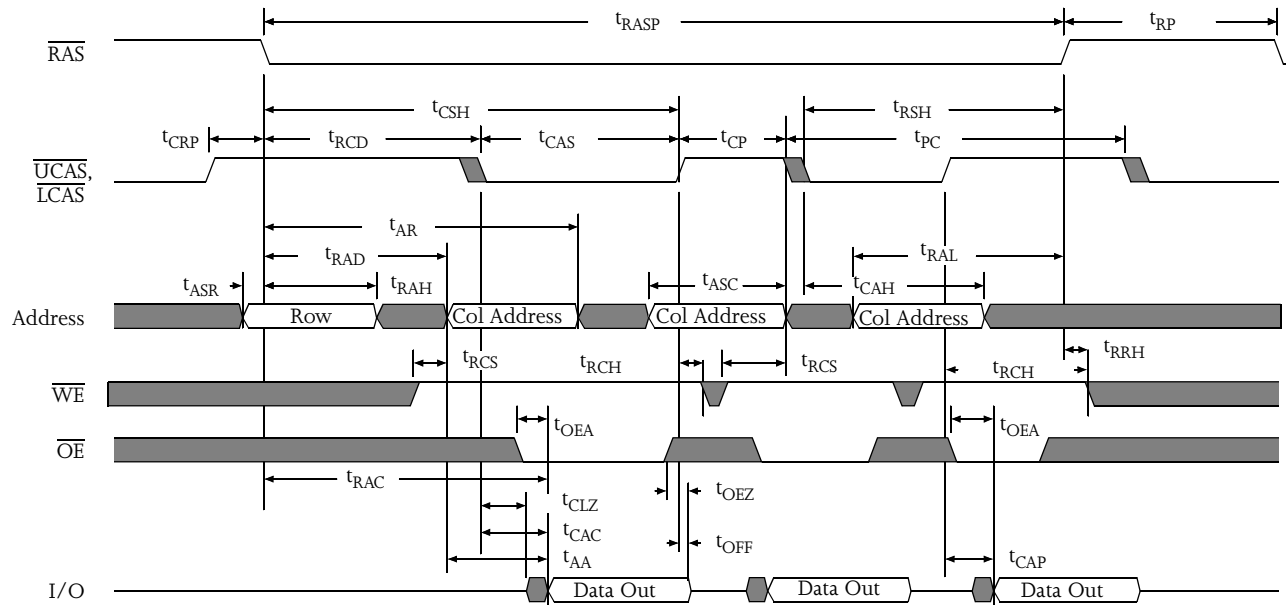 tRASP
tRP
RAS
tCSH
tRSH
tCRP
tRCD
tCAS
tCP
tPC
UCAS,
LCAS
tAR
tRAD
tRAL
tASR
tRAH
tASC
tCAH
Address
Row
Col Address
Col Address
Col Address
tRCS
tRCH
tRCS
tRCH
tRRH
WE
tOEA
tOEA
OE
tRAC
tCLZ
tOEZ
tCAC
tOFF
tAA
tCAP
I/O
Data Out
Data Out
Data Out